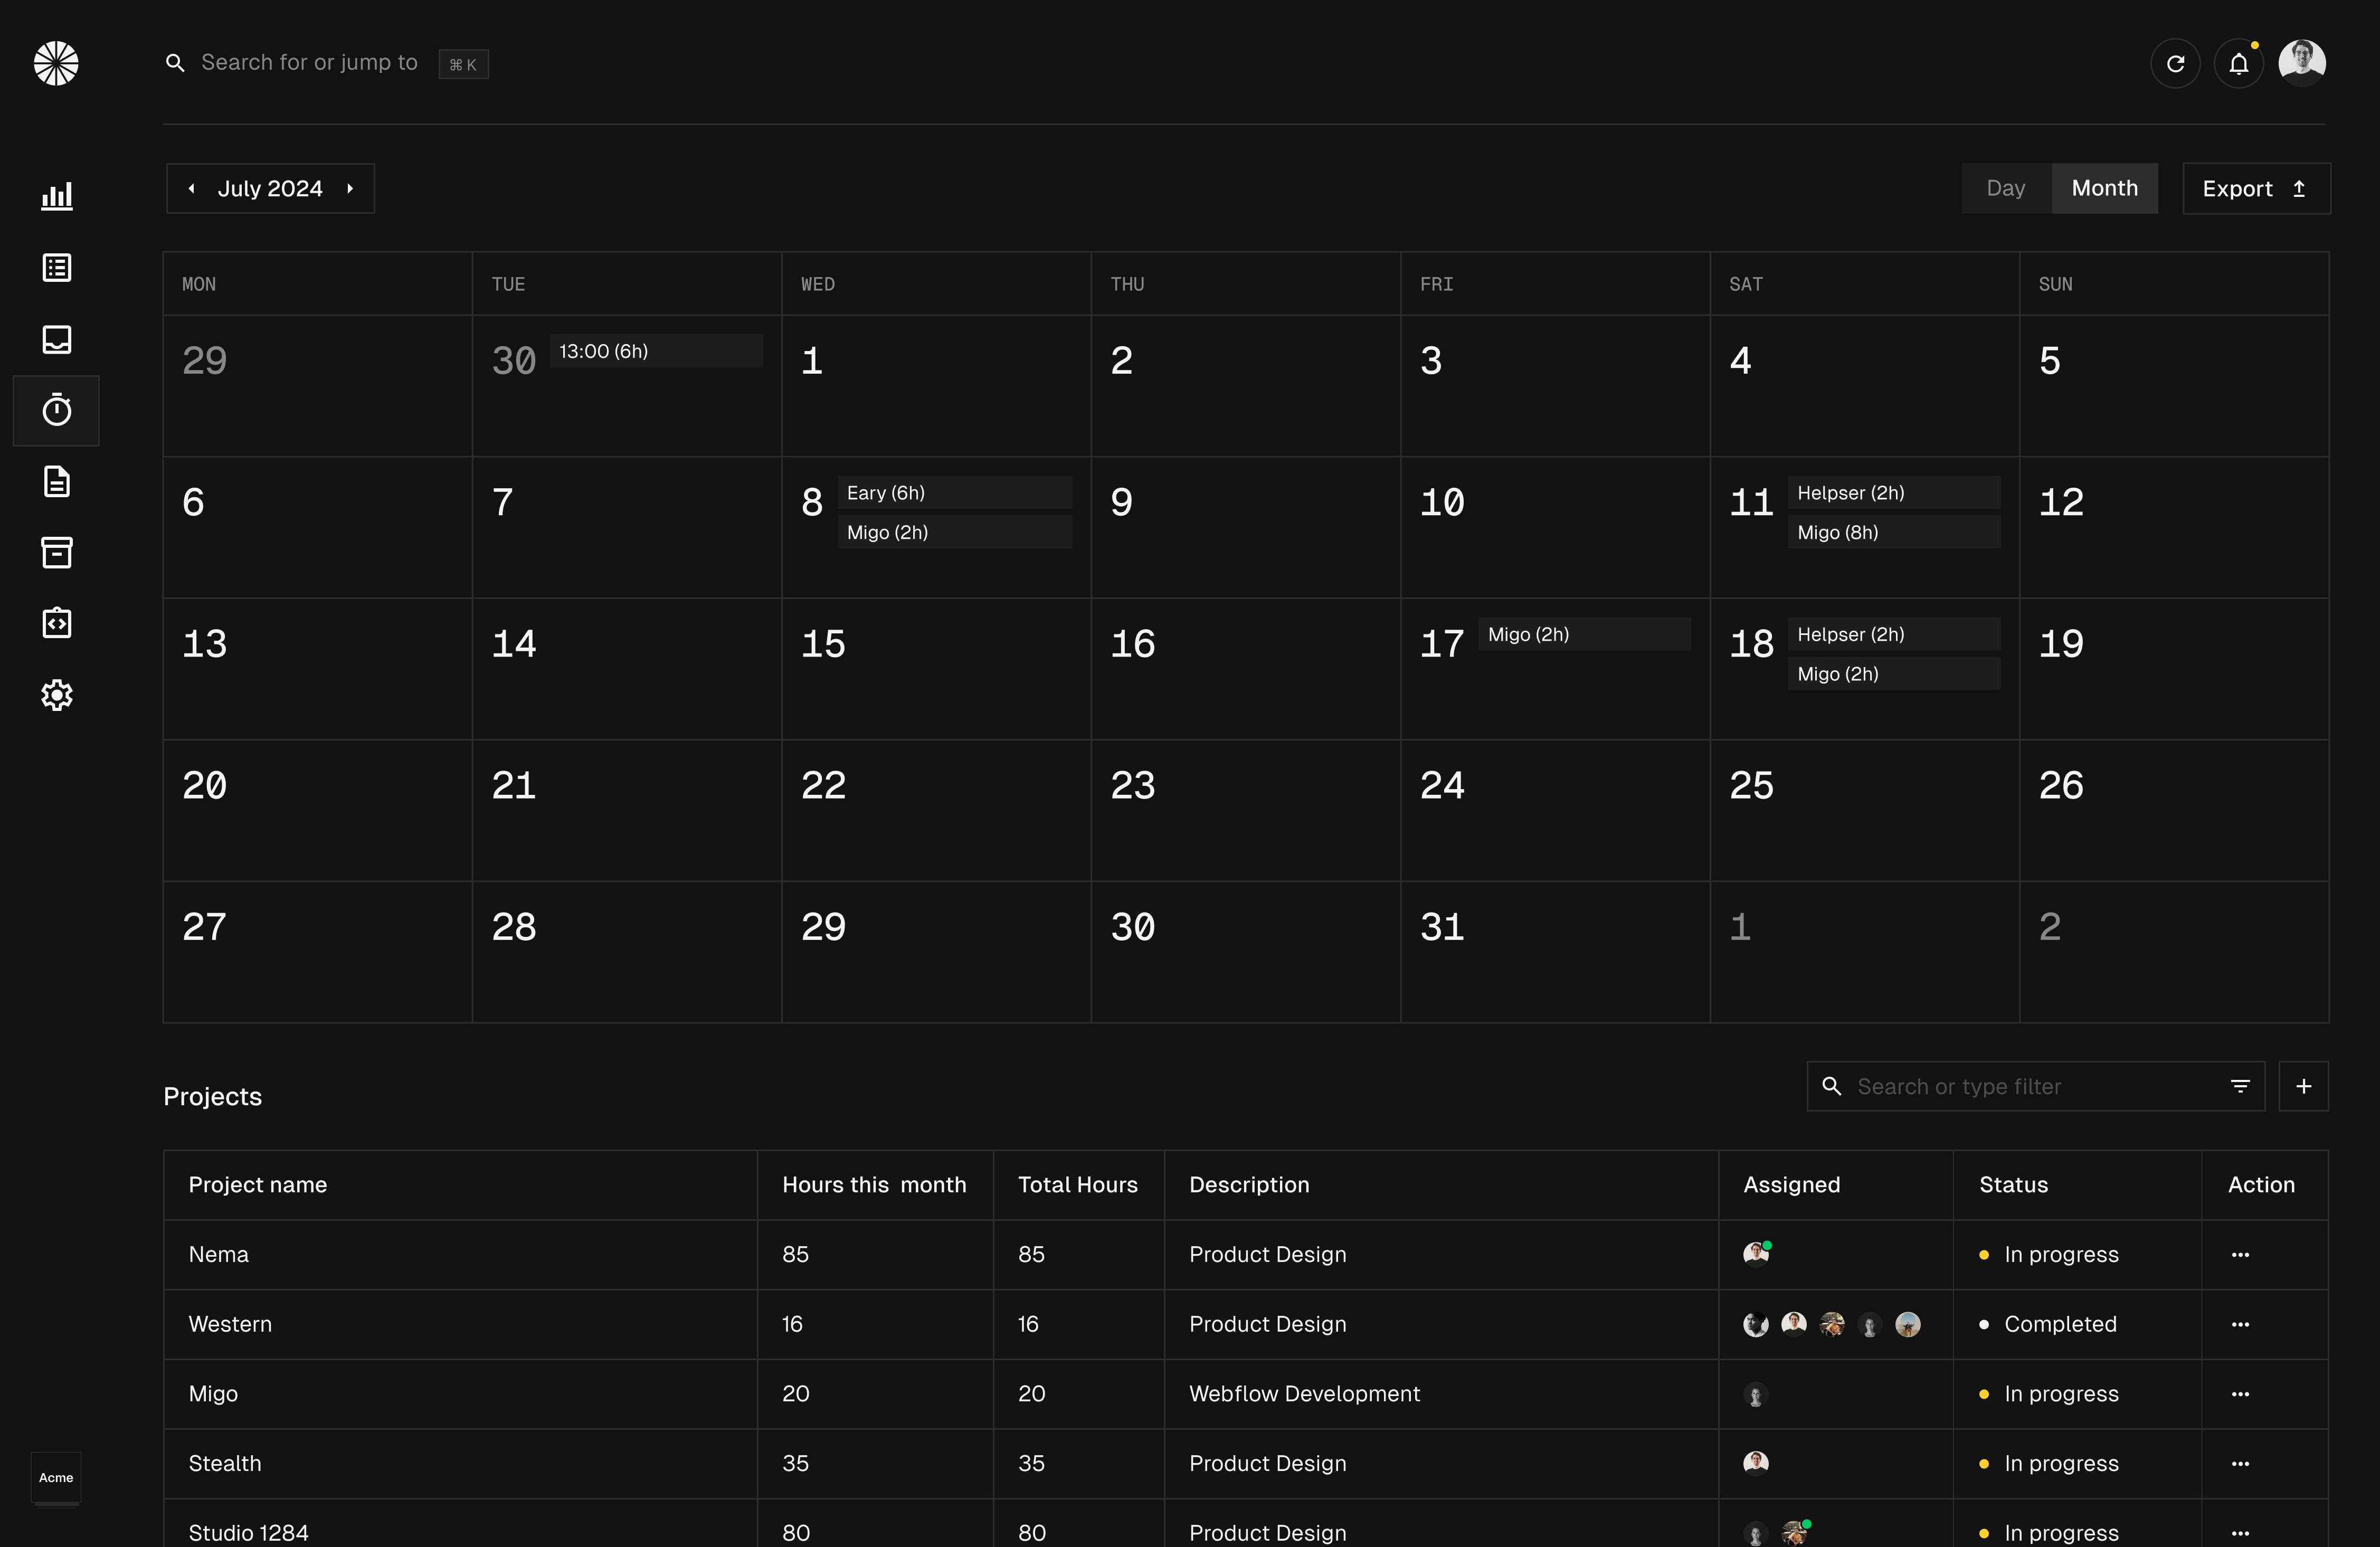 Search for or jump to ⌘ K
July 2024
Day Month Export
MON TUE WED THU FRI SAT SUN
29 30 13:00 (6h) 1 2 3 4 5
6 7 8 Eary (6h) 9 10 11 Helpser (2h) 12
Migo (2h) Migo (8h)
13 14 15 16 17 Migo (2h) 18 Helpser (2h) 19
Migo (2h)
20 21 22 23 24 25 26
27 28 29 30 31 1 2
Projects Search or type filter
Project name Hours this month Total Hours Description Assigned Status Action
Nema 85 85 Product Design In progress
Western 16 16 Product Design Completed
Migo 20 20 Webflow Development In progress
Stealth 35 35 Product Design In progress
Acme
Studio 1284 80 80 Product Design In progress